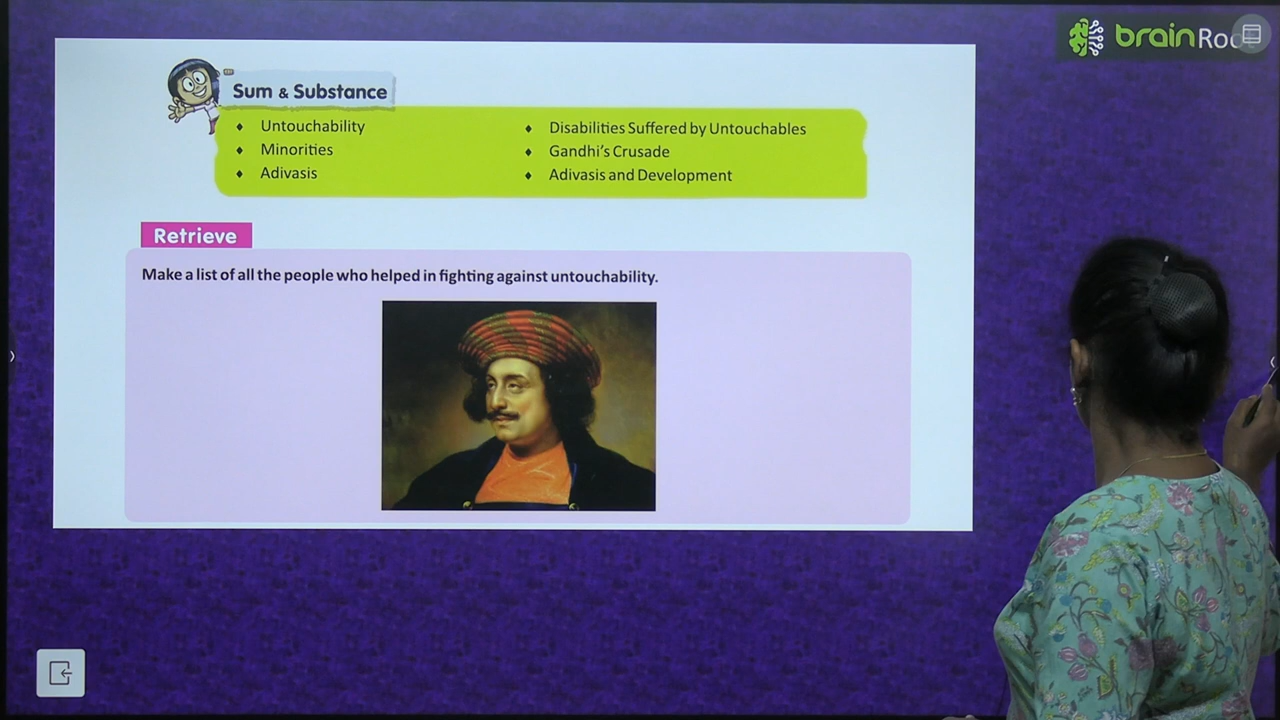 brainRo
Sum & Substance
♦ Untouchability
♦ Minorities
♦ Adivasis
♦ Disabilities Suffered by Untouchables
♦ Gandhi's Crusade
♦ Adivasis and Development
Retrieve
Make a list of all the people who helped in fighting against untouchability.